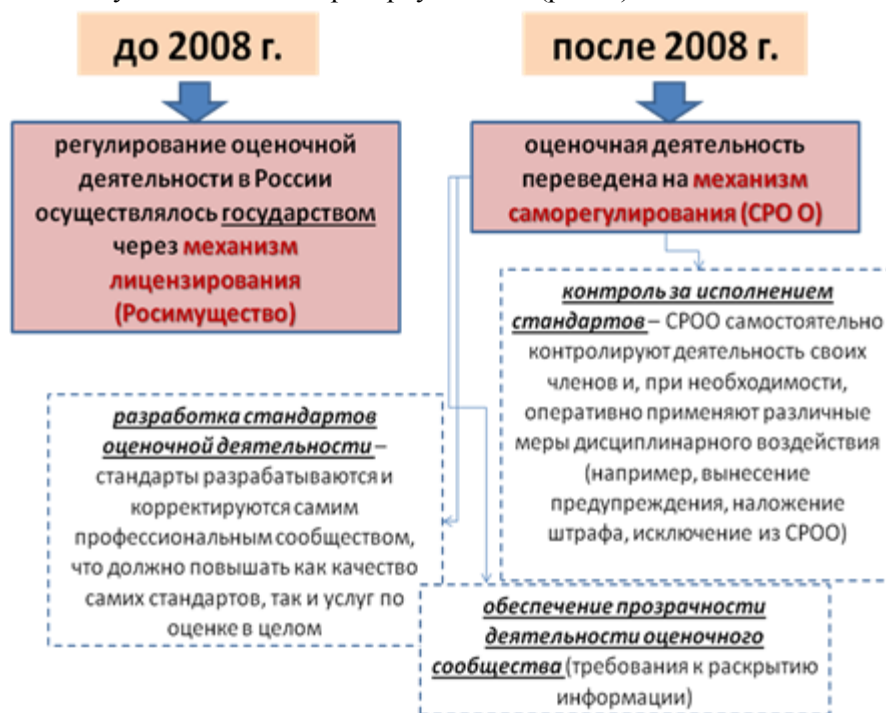 до 2008 г.
регулирование оценочной
деятельности в России
осуществлялось государством
через механизм
лицензирования
(Росимущество)
после 2008 г.
оценочная деятельность
переведена на механизм
саморегулирования (СРО О)
контроль за исполнением
стандартов – СРОО самостоятельно
контролируют деятельность своих
членов и, при необходимости,
оперативно применяют различные
меры дисциплинарного воздействия
(например, вынесение
предупреждения, наложение
штрафа, исключение из СРОО)
разработка стандартов
оценочной деятельности –
стандарты разрабатываются и
корректируются самим
профессиональным сообществом,
что должно повышать как качество
самих стандартов, так и услуг по
оценке в целом
обеспечение прозрачности
деятельности оценочного
сообщества (требования к раскрытию
информации)